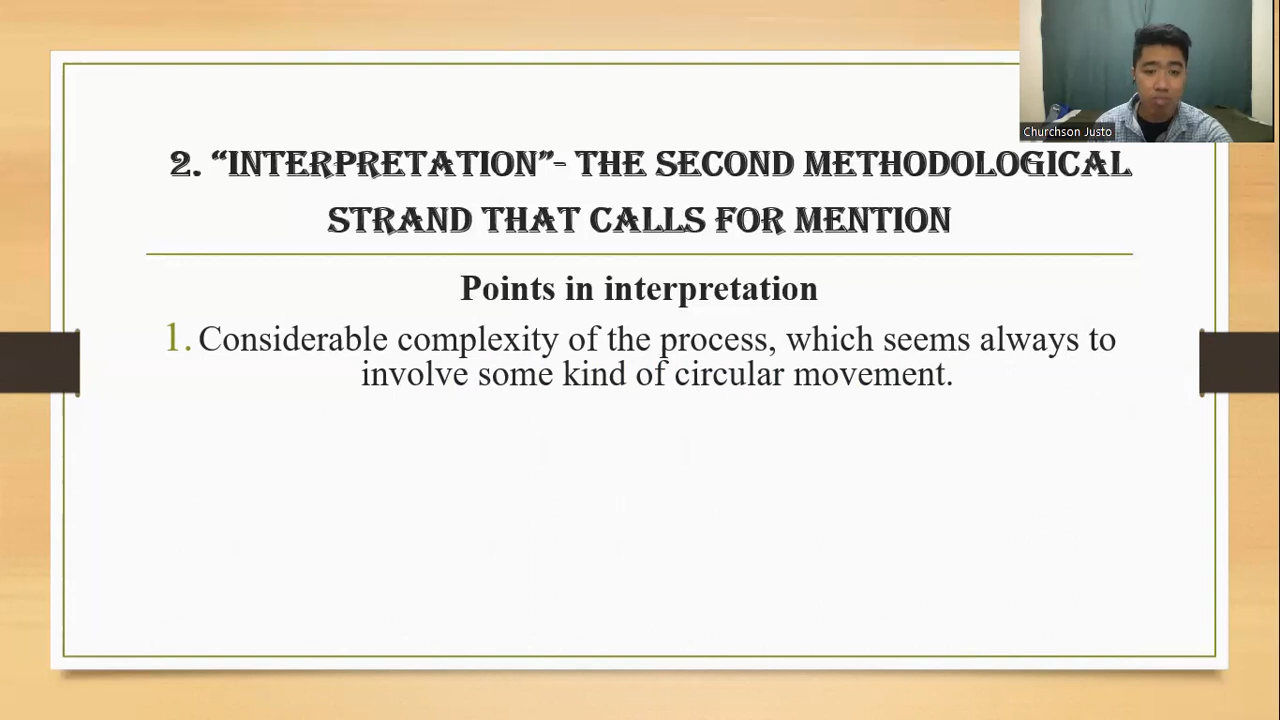 Churchson Justo
2. “INTERPRETATION”- THE SECOND METHODOLOGICAL
STRAND THAT CALLS FOR MENTION
Points in interpretation
1. Considerable complexity of the process, which seems always to
involve some kind of circular movement.